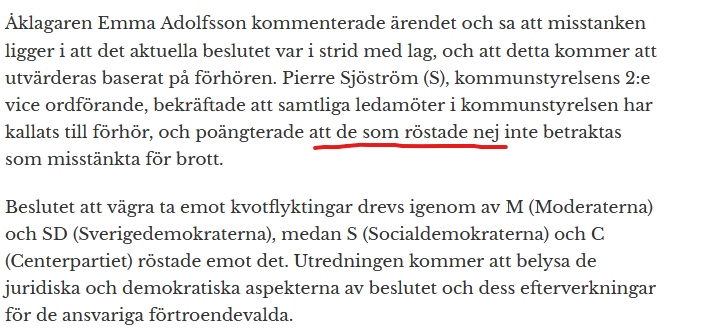 Åklagaren Emma Adolfsson kommenterade ärendet och sa att misstanken
ligger i att det aktuella beslutet var i strid med lag, och att detta kommer att
utvärderas baserat på förhören. Pierre Sjöström (S), kommunstyrelsens 2:e
vice ordförande, bekräftade att samtliga ledamöter i kommunstyrelsen har
kallats till förhör, och poängterade att de som röstade nej inte betraktas
som misstänkta för brott.
Beslutet att vägra ta emot kvotflyktingar drevs igenom av M (Moderaterna)
och SD (Sverigedemokraterna), medan S (Socialdemokraterna) och C
(Centerpartiet) röstade emot det. Utredningen kommer att belysa de
juridiska och demokratiska aspekterna av beslutet och dess efterverkningar
för de ansvariga förtroendevalda.